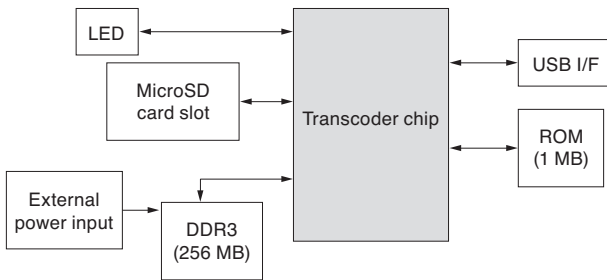 LED
MicroSD
card slot
External
power input
DDR3
(256 MB)
Transcoder chip
USB I/F
ROM
(1 MB)